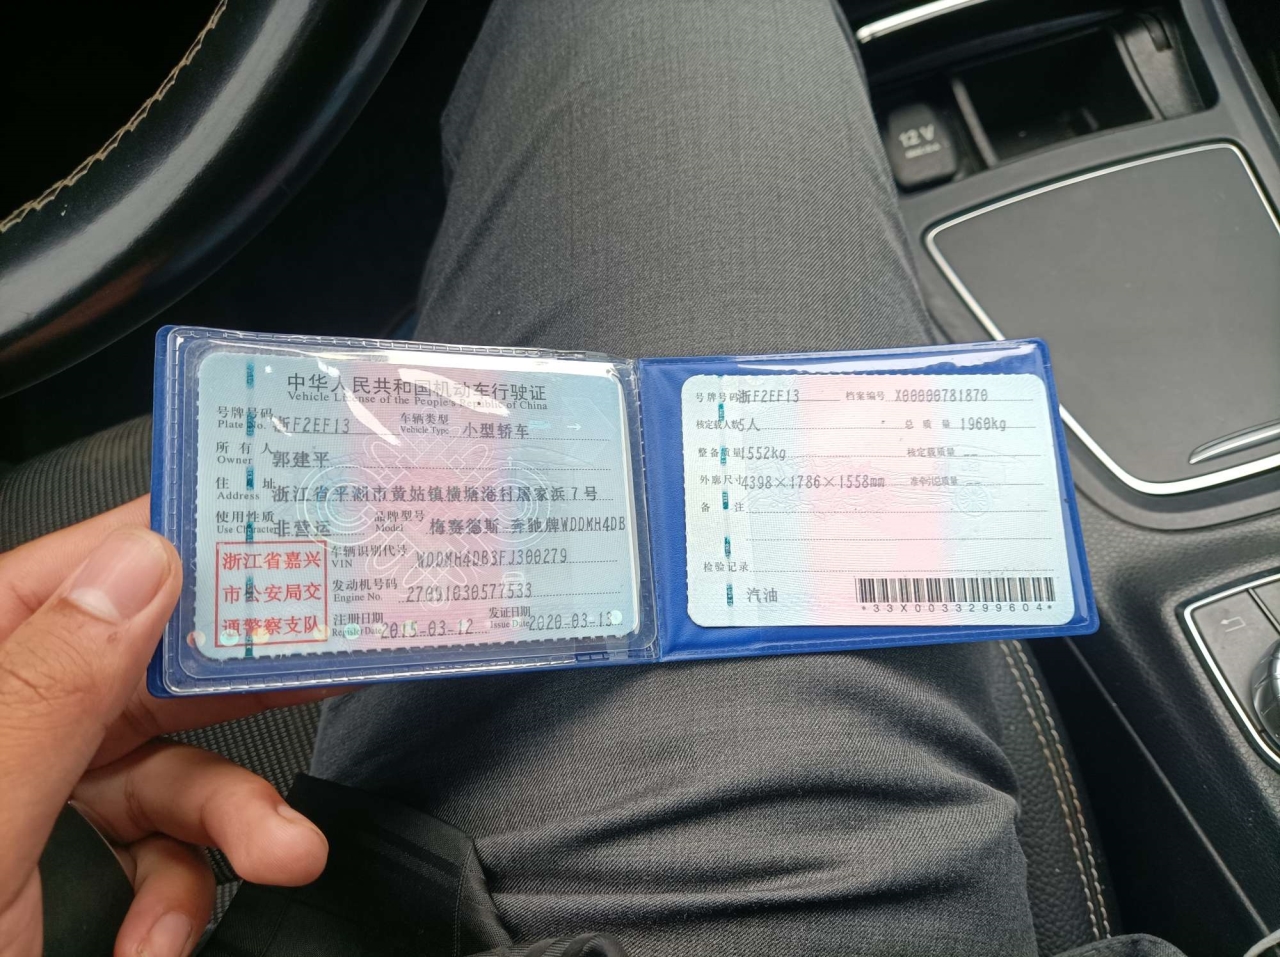 中华人民共和国机动车行驶证
Vehicle License of the People's Republic of China
号牌号码 浙F2EF13 车辆类型 小型轿车
Plate No. Vehicle Type
所有人 郭建平
Owner
住址 浙江省平湖市黄姑镇横塘港村居家浜7号
Address
使用性质 非营运 品牌型号 梅赛德斯-奔驰牌WDDMH4DB
Use Character Model
浙江省嘉兴
市公安局交
通警察支队
车辆识别代号 WDDMH4DB3FJ300279
VIN
发动机号码 27091030577533
Engine No.
注册日期 2015-03-12 发证日期 2020-03-13
Register Date Issue Date
号牌号码 浙F2EF13 档案编号 X00000781870
核定载人数 5人 总质量 1960kg
整备质量 1552kg 核定载质量 --
外廓尺寸 4398×1786×1558mm 准牵引总质量 --
备注
检验记录
汽油
*33X0033299604*
12V